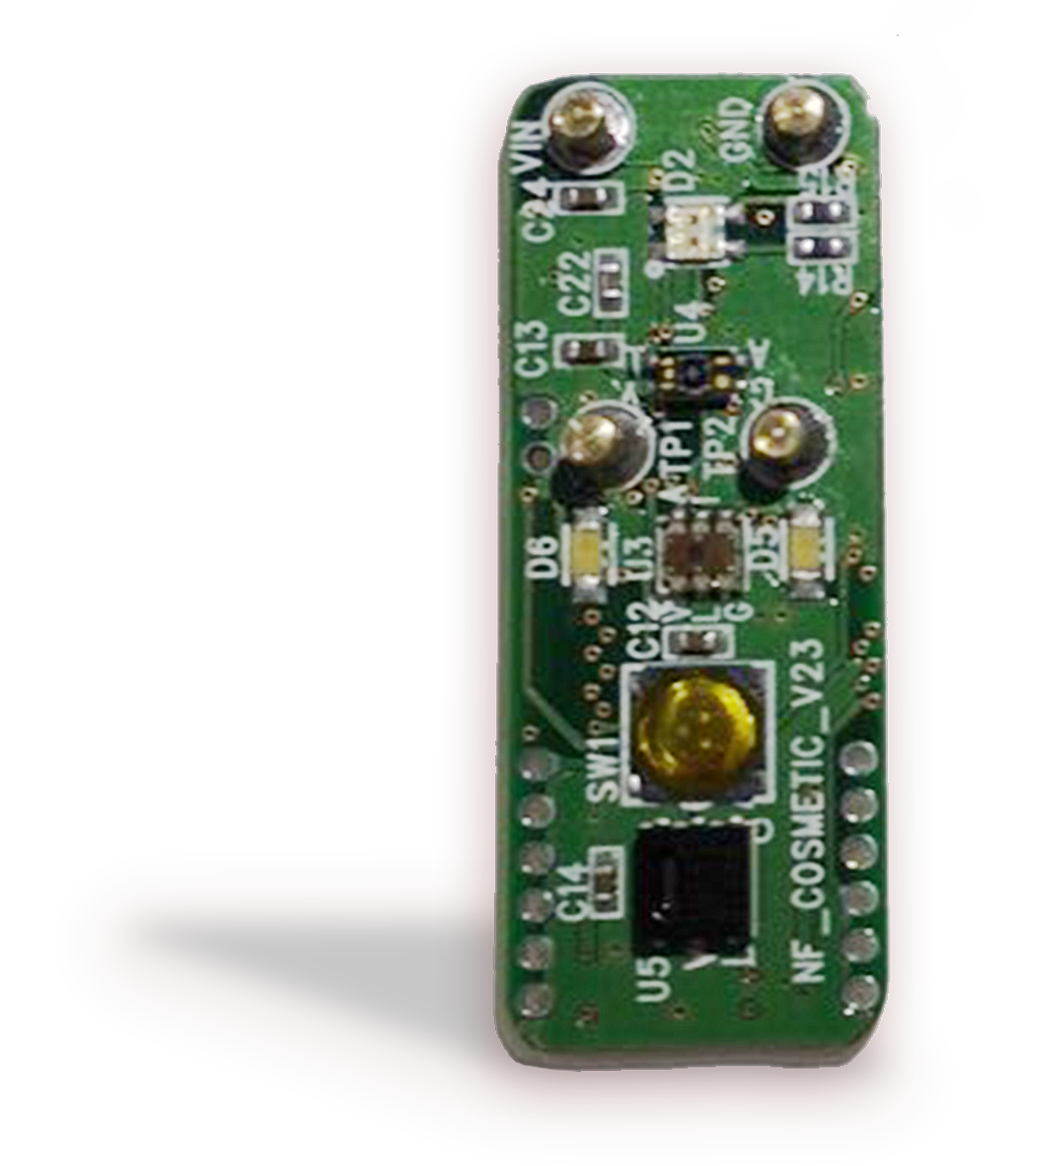 VIN
GND
C24
D2
R14
C22
U4
C13
TP1
TP2
D6
U3
D5
C12
V
L
G
SW1
NF_COSMETIC_V23
C14
U5